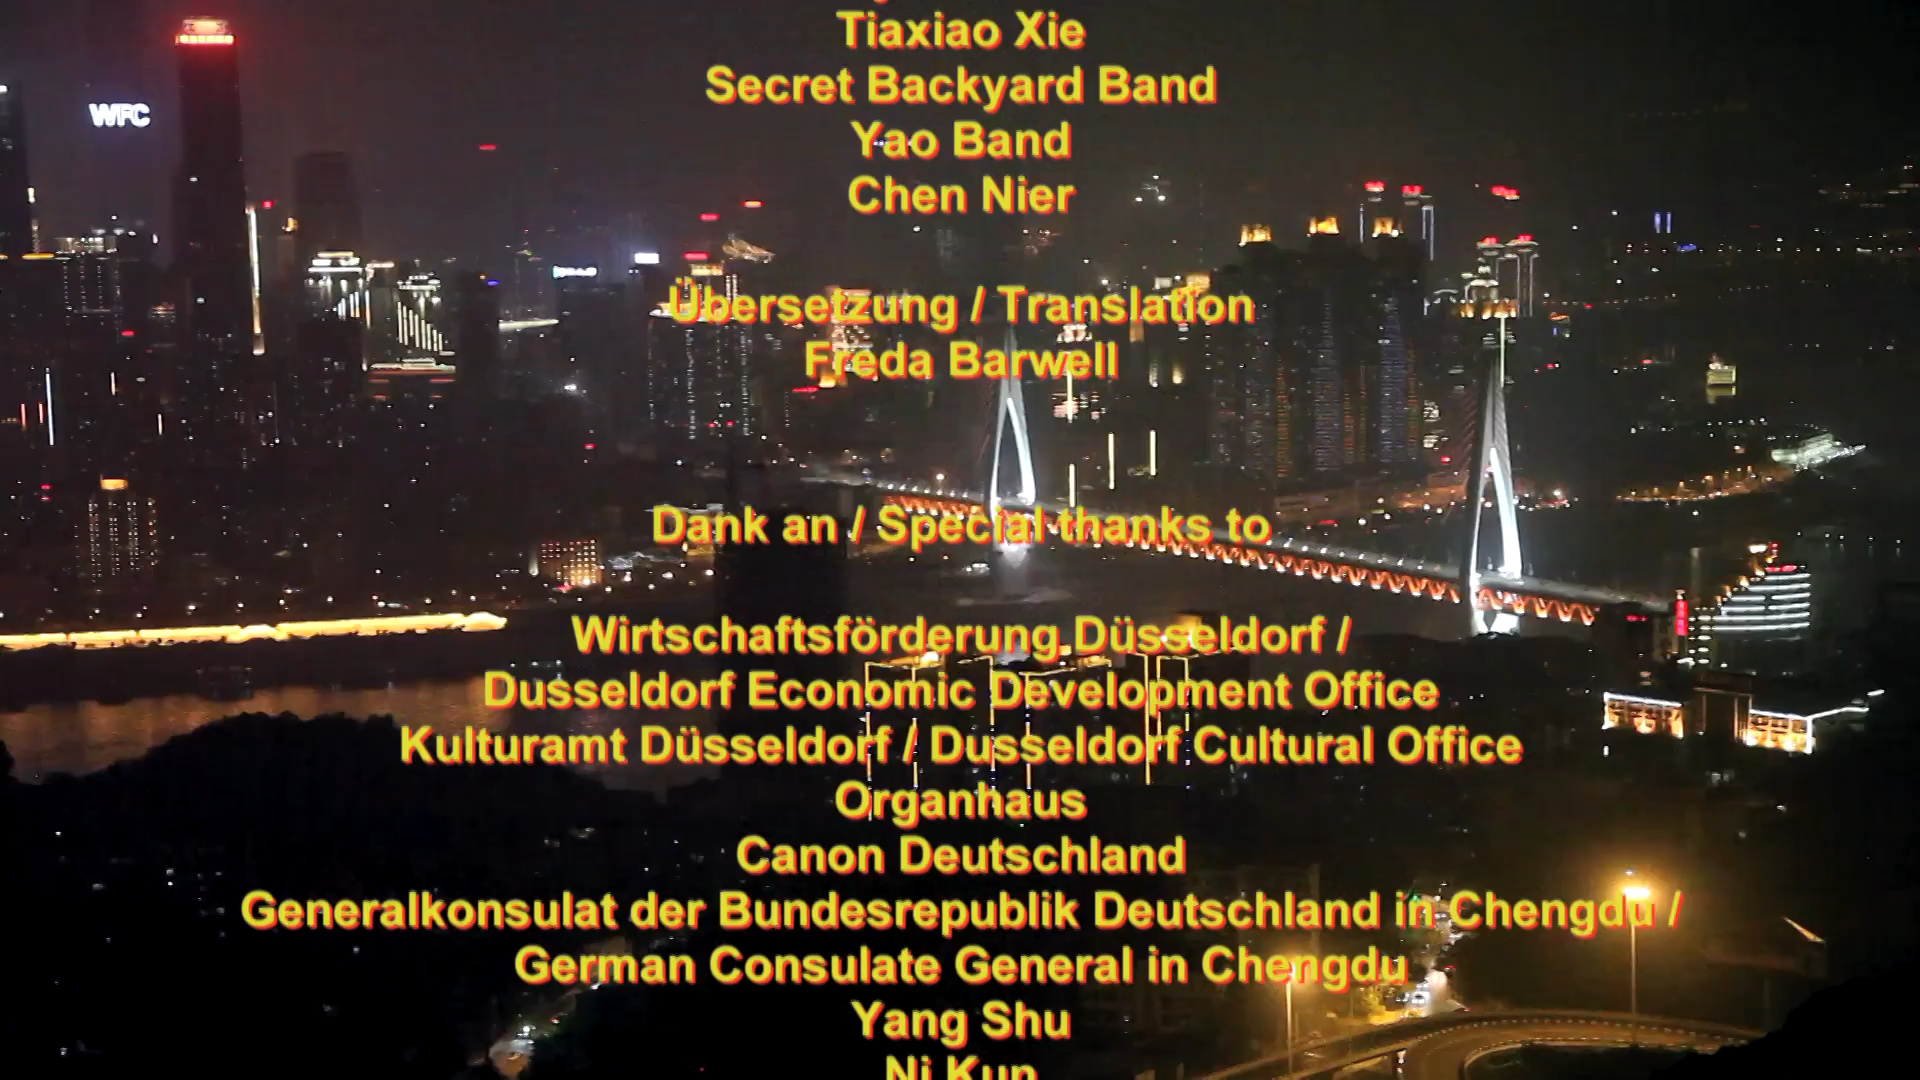 Tiaxiao Xie
Secret Backyard Band
Yao Band
Chen Nier
WFC
Übersetzung / Translation
Freda Barwell
Dank an / Special thanks to
Wirtschaftsförderung Düsseldorf /
Dusseldorf Economic Development Office
Kulturamt Düsseldorf / Dusseldorf Cultural Office
Organhaus
Canon Deutschland
Generalkonsulat der Bundesrepublik Deutschland in Chengdu /
German Consulate General in Chengdu
Yang Shu
Ni Kun